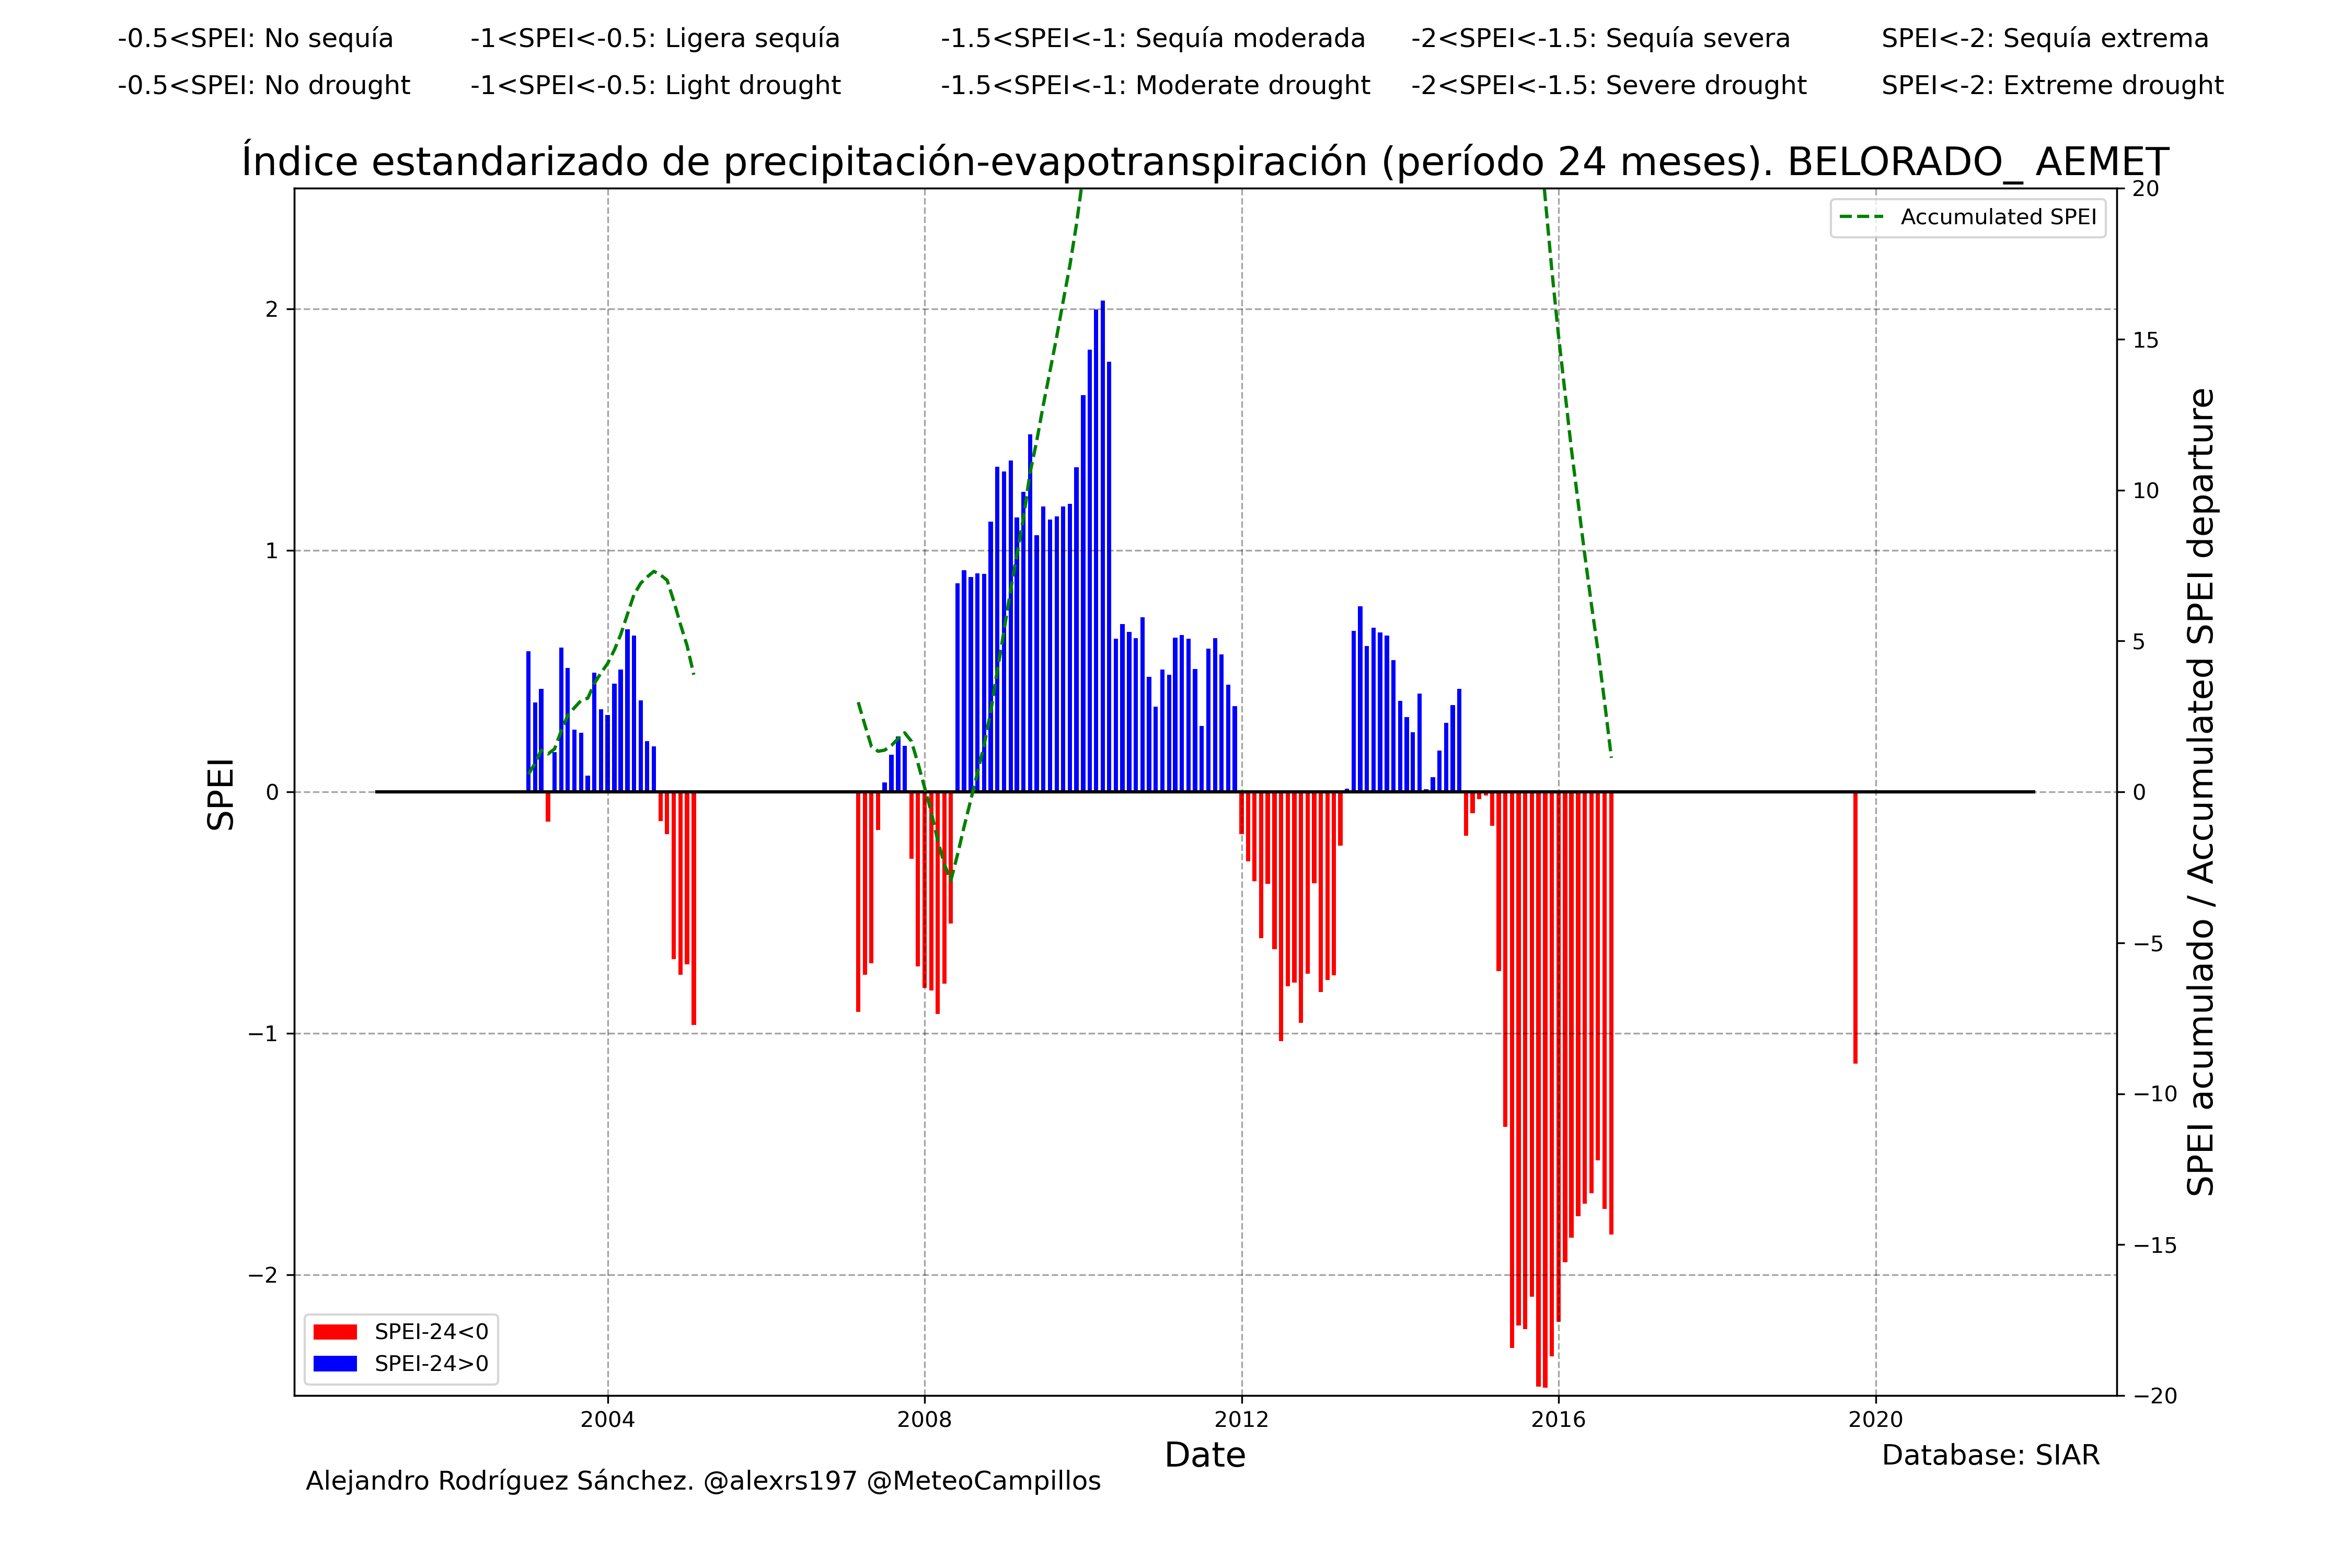 -0.5<SPEI: No sequía -1<SPEI<-0.5: Ligera sequía -1.5<SPEI<-1: Sequía moderada -2<SPEI<-1.5: Sequía severa SPEI<-2: Sequía extrema
-0.5<SPEI: No drought -1<SPEI<-0.5: Light drought -1.5<SPEI<-1: Moderate drought -2<SPEI<-1.5: Severe drought SPEI<-2: Extreme drought
Índice estandarizado de precipitación-evapotranspiración (período 24 meses). BELORADO_ AEMET
Accumulated SPEI
2
1
0
−1
−2
SPEI
20
15
10
5
0
−5
−10
−15
−20
SPEI acumulado / Accumulated SPEI departure
SPEI-24<0
SPEI-24>0
2004 2008 2012 2016 2020
Date
Database: SIAR
Alejandro Rodríguez Sánchez. @alexrs197 @MeteoCampillos